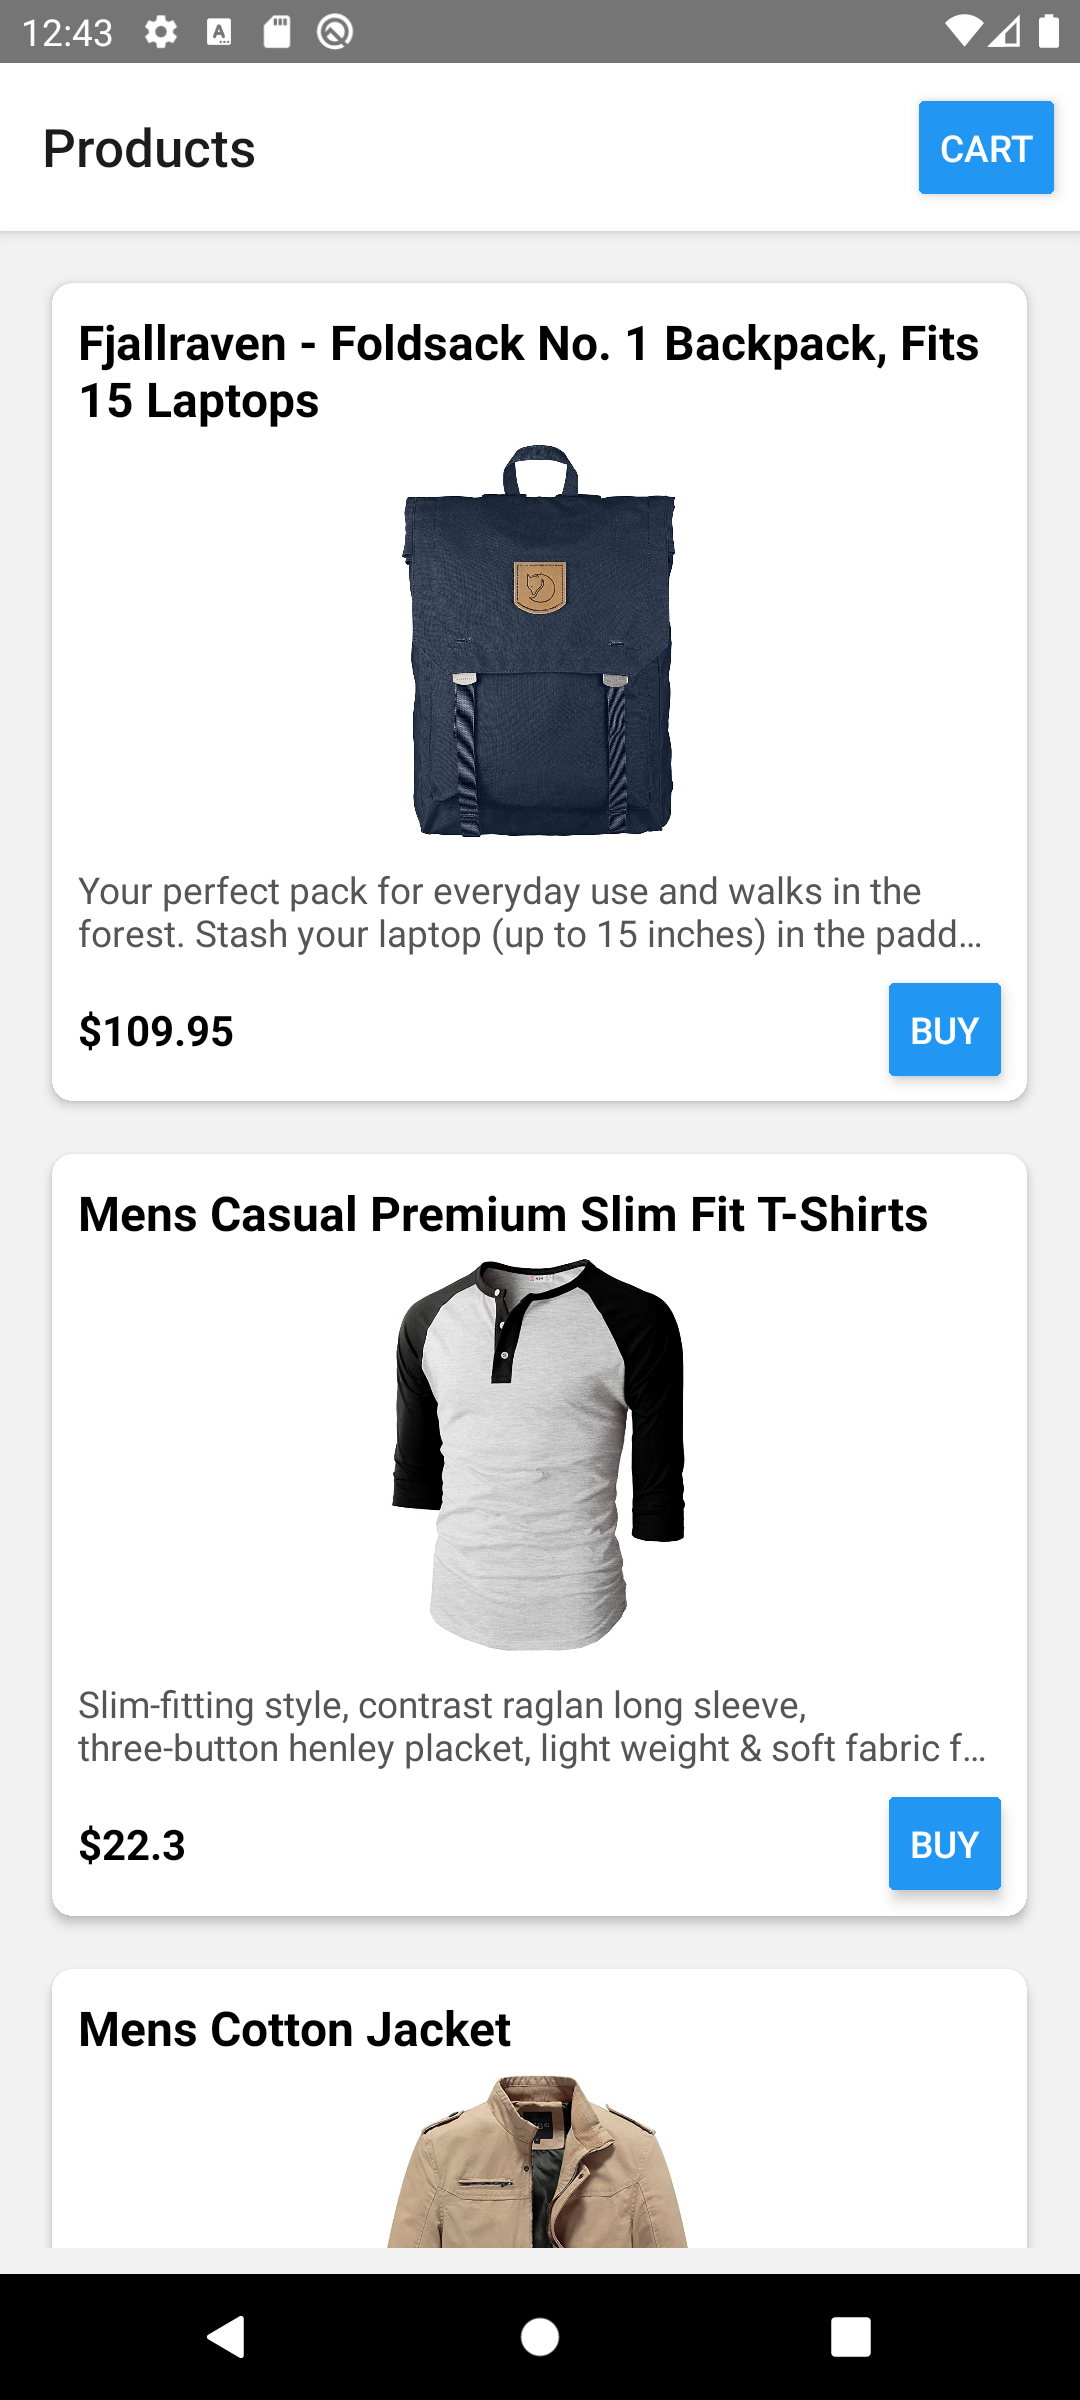 12:43
Products
CART
Fjallraven - Foldsack No. 1 Backpack, Fits
15 Laptops
Your perfect pack for everyday use and walks in the
forest. Stash your laptop (up to 15 inches) in the padd…
$109.95
BUY
Mens Casual Premium Slim Fit T-Shirts
Slim-fitting style, contrast raglan long sleeve,
three-button henley placket, light weight & soft fabric f…
$22.3
BUY
Mens Cotton Jacket